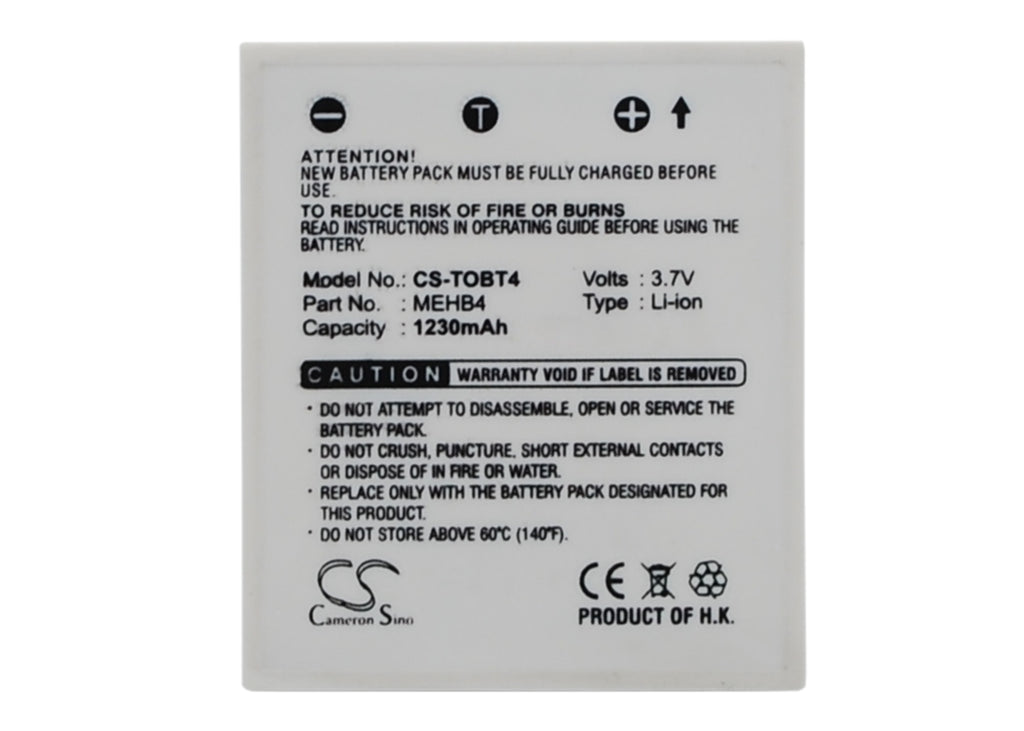 T
ATTENTION!
NEW BATTERY PACK MUST BE FULLY CHARGED BEFORE
USE.
TO REDUCE RISK OF FIRE OR BURNS
READ INSTRUCTIONS IN OPERATING GUIDE BEFORE USING THE
BATTERY.
Model No.: CS-TOBT4 Volts : 3.7V
Part No. : MEHB4 Type : Li-ion
Capacity : 1230mAh
CAUTION WARRANTY VOID IF LABEL IS REMOVED
· DO NOT ATTEMPT TO DISASSEMBLE, OPEN OR SERVICE THE
BATTERY PACK.
· DO NOT CRUSH, PUNCTURE. SHORT EXTERNAL CONTACTS
OR DISPOSE OF IN FIRE OR WATER.
· REPLACE ONLY WITH THE BATTERY PACK DESIGNATED FOR
THIS PRODUCT.
· DO NOT STORE ABOVE 60°C (140°F).
CS CE
Cameron Sino PRODUCT OF H.K.